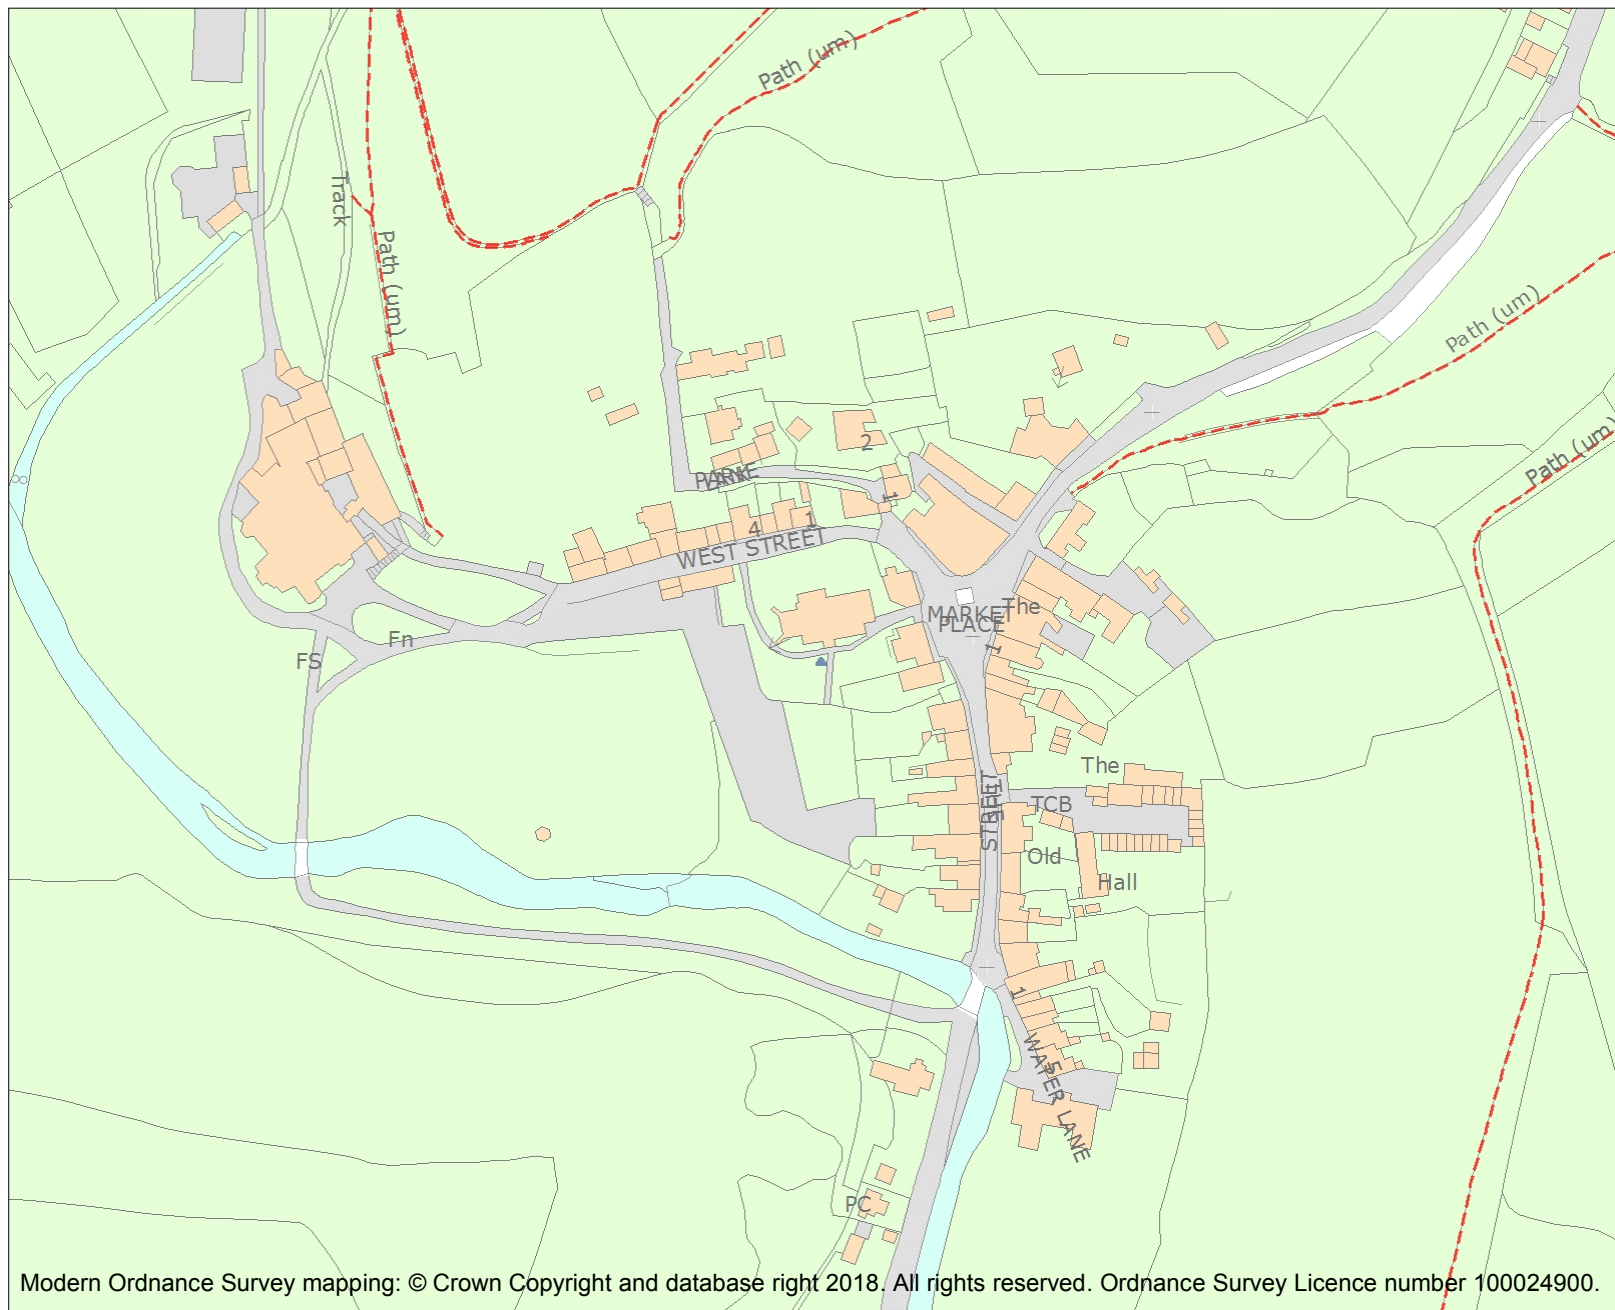 Path (um)
Track
Path (um)
Path (um)
Path (um)
2
PARK
LANE
1
4
1
WEST STREET
The
MARKET
PLACE
1
Fn
FS
The
TCB
STREET
Old
Hall
1
WATER LANE
5
PC
Modern Ordnance Survey mapping: © Crown Copyright and database right 2018. All rights reserved. Ordnance Survey Licence number 100024900.